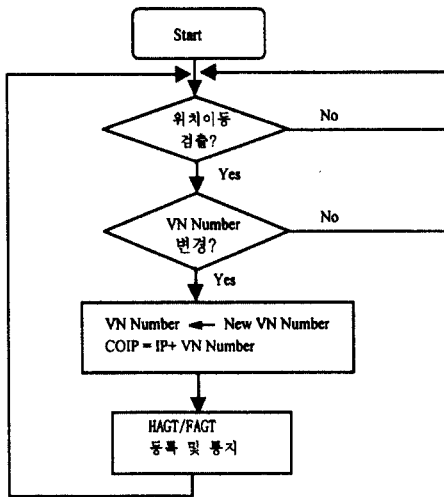 Start
위치이동
검출?
No
Yes
VN Number
변경?
No
Yes
VN Number ← New VN Number
COIP = IP+ VN Number
HAGT/FAGT
등록 및 통지